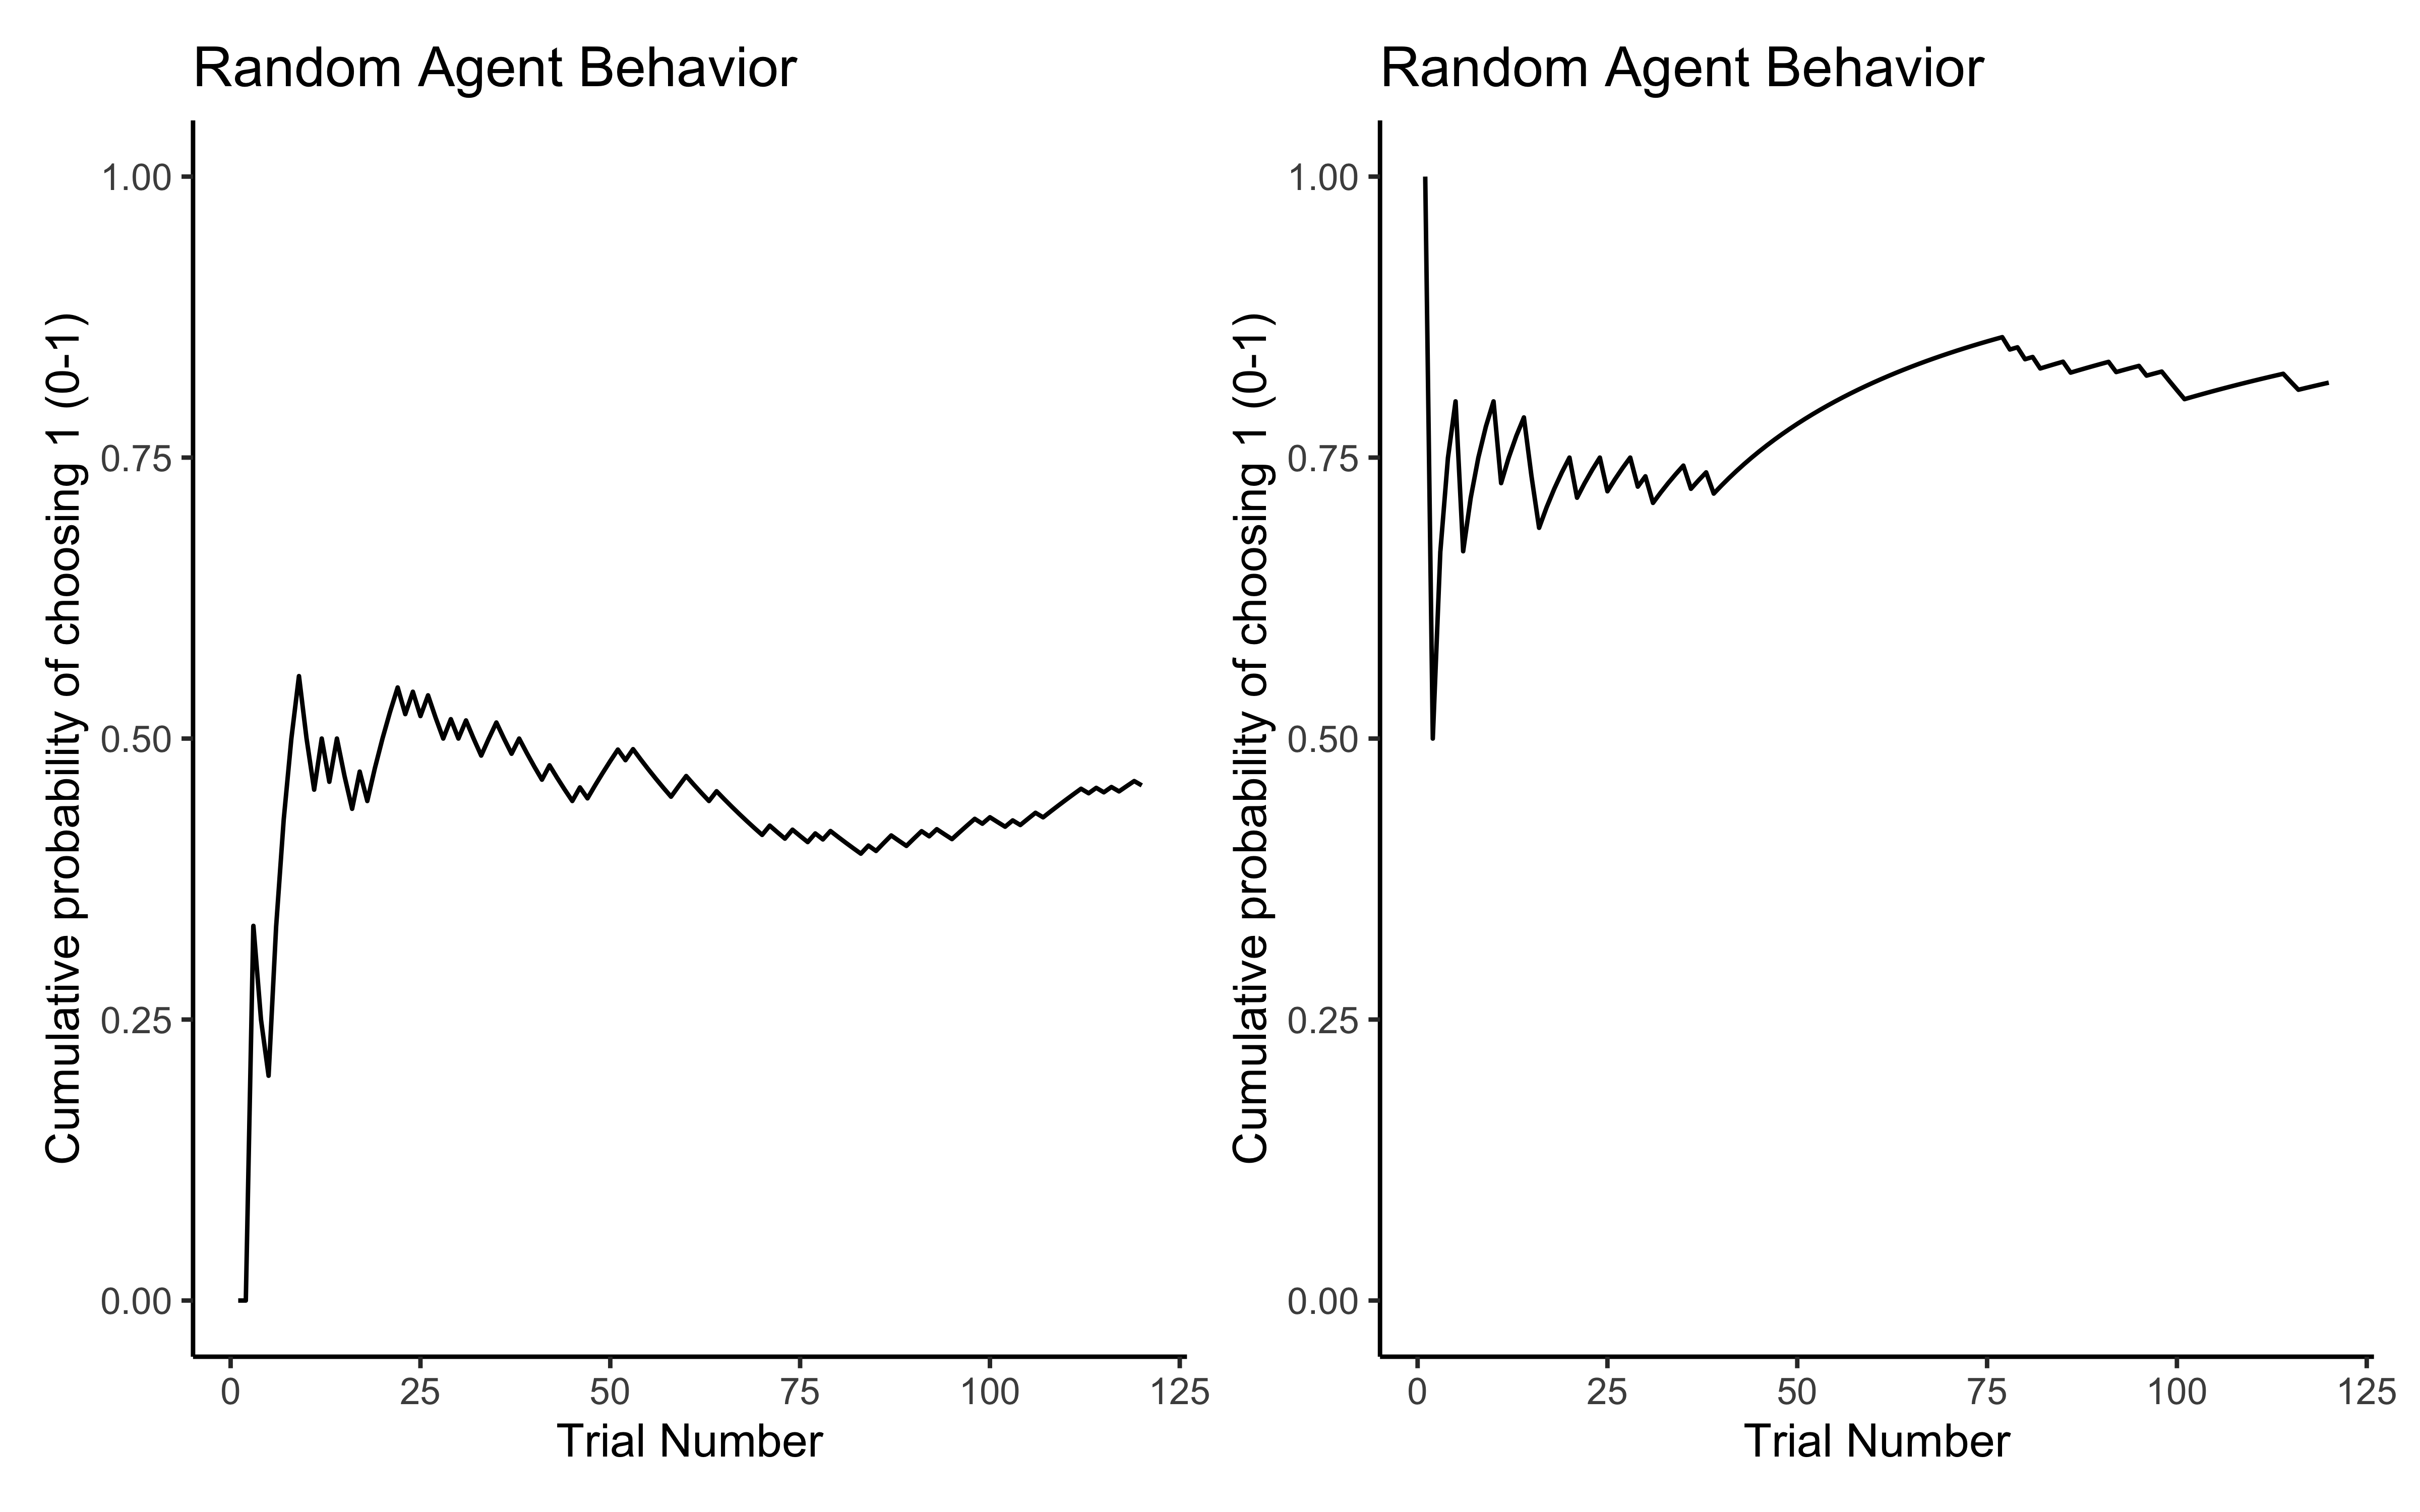 Random Agent Behavior
Cumulative probability of choosing 1 (0-1)
1.00
0.75
0.50
0.25
0.00
0 25 50 75 100 125
Trial Number
Random Agent Behavior
Cumulative probability of choosing 1 (0-1)
1.00
0.75
0.50
0.25
0.00
0 25 50 75 100 125
Trial Number